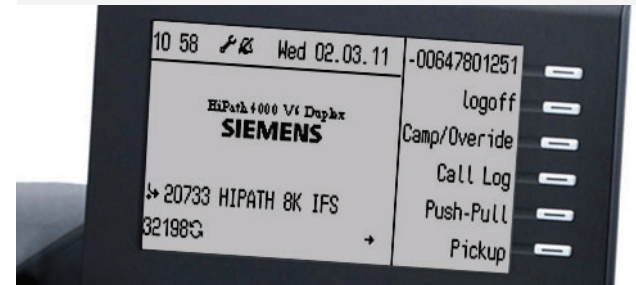 10 58 Wed 02.03.11
HiPath 4000 V6 Duplex
SIEMENS
20733 HIPATH 8K IFS
32198
-00647801251
logoff
Camp/Overide
Call Log
Push-Pull
Pickup